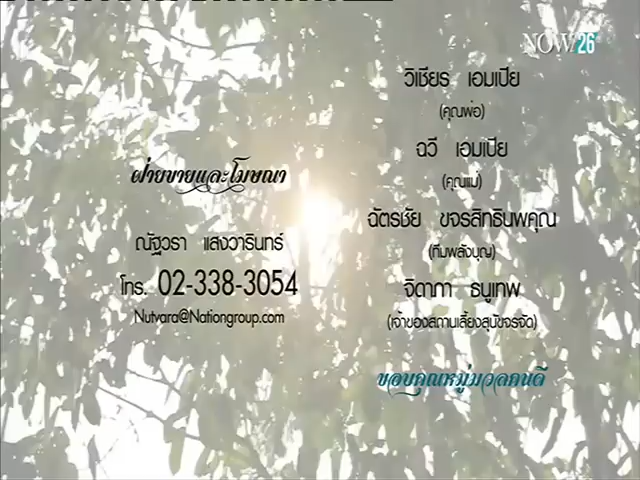 NOW 26
ฝ่ายขายและโฆษณา
ณัฐวรา แสงวารินทร์
โทร. 02-338-3054
Nutvara@Nationgroup.com
วิเชียร เอมเปีย
(คุณพ่อ)
ฉวี เอมเปีย
(คุณแม่)
ฉัตรชัย ขจรสิทธินพคุณ
(ทีมพลังบุญ)
จิดาภา ธนูเทพ
(เจ้าของสถานเลี้ยงสุนัขจรจัด)
ขอบคุณหมู่มวลคนดี